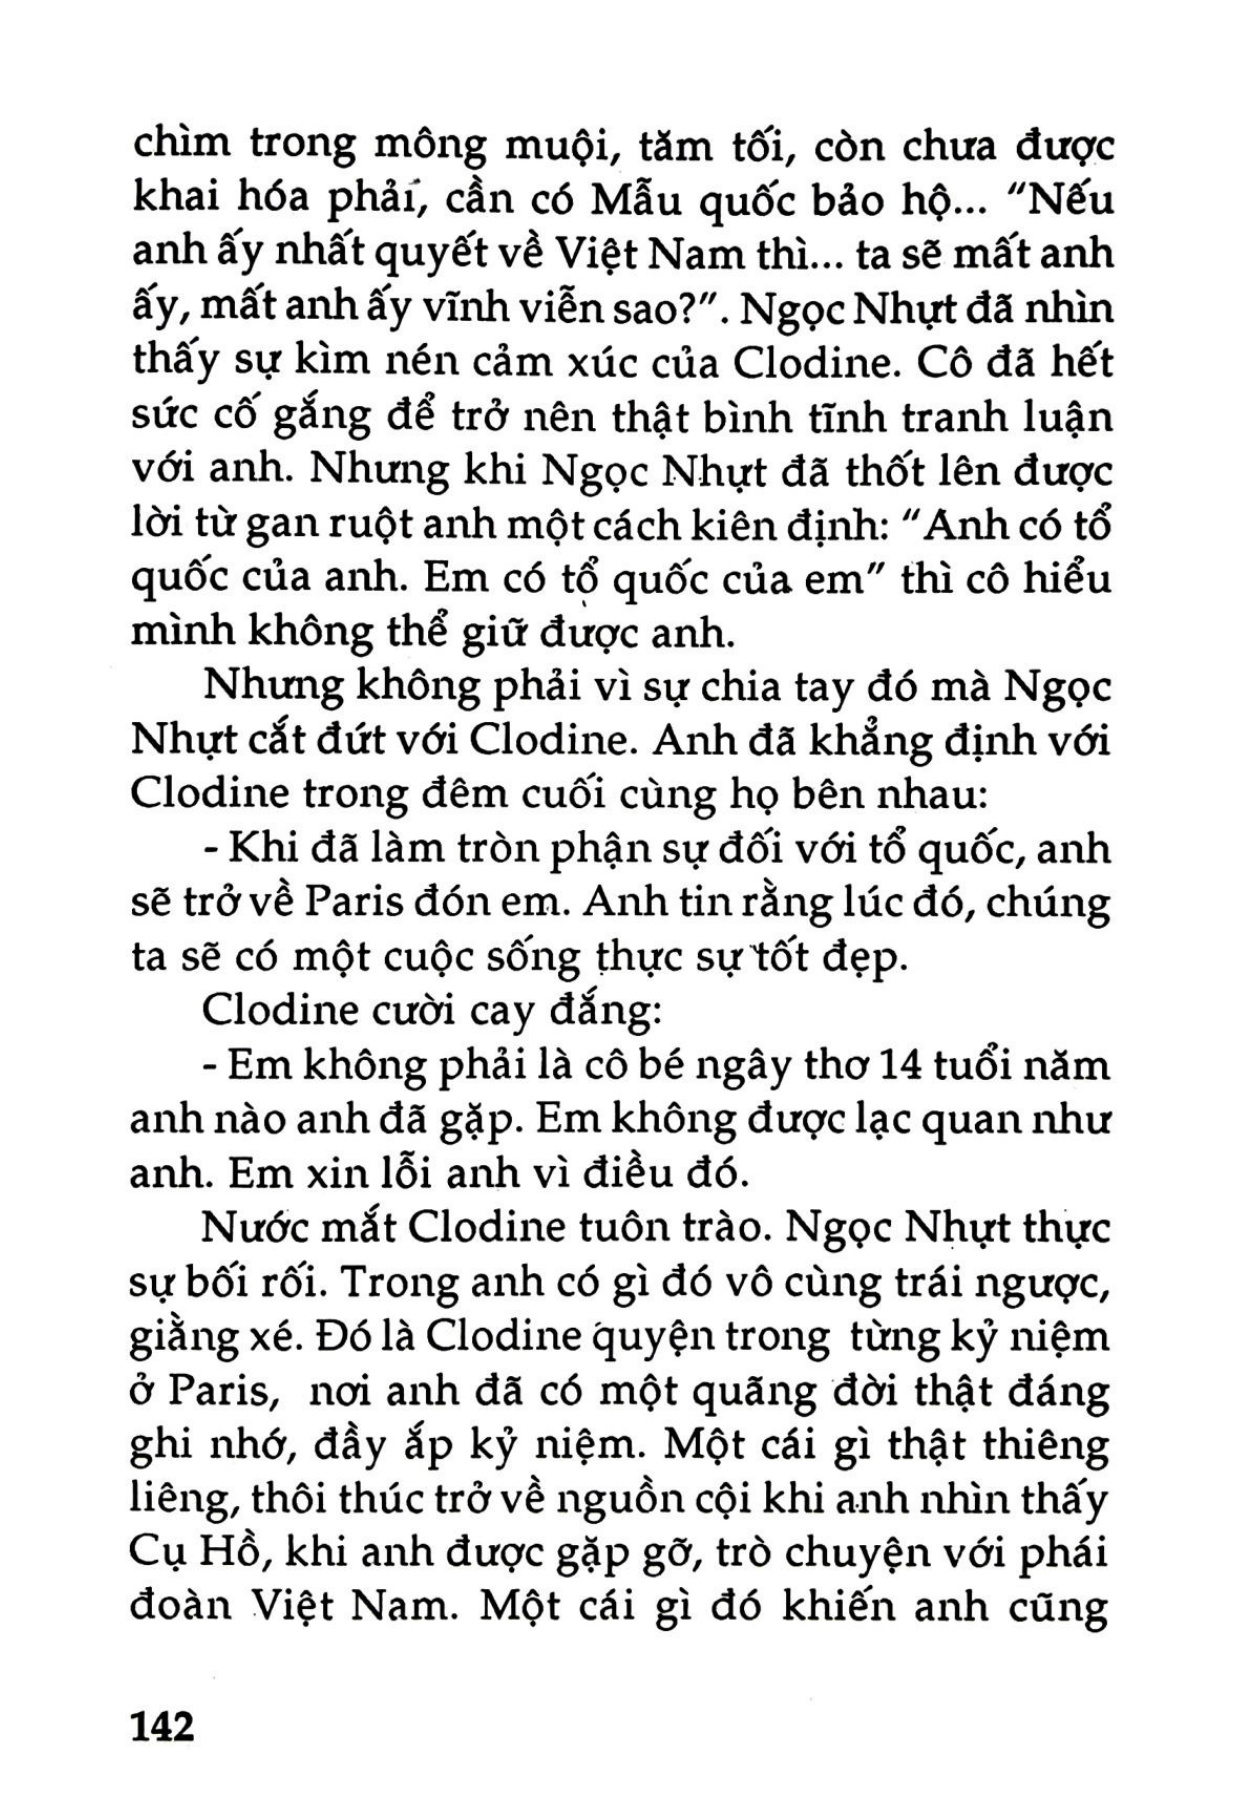 chìm trong mông muội, tăm tối, còn chưa được
khai hóa phải, cần có Mẫu quốc bảo hộ... "Nếu
anh ấy nhất quyết về Việt Nam thì... ta sẽ mất anh
ấy, mất anh ấy vĩnh viễn sao?". Ngọc Nhựt đã nhìn
thấy sự kìm nén cảm xúc của Clodine. Cô đã hết
sức cố gắng để trở nên thật bình tĩnh tranh luận
với anh. Nhưng khi Ngọc Nhựt đã thốt lên được
lời từ gan ruột anh một cách kiên định: "Anh có tổ
quốc của anh. Em có tổ quốc của em" thì cô hiểu
mình không thể giữ được anh.
Nhưng không phải vì sự chia tay đó mà Ngọc
Nhựt cắt đứt với Clodine. Anh đã khẳng định với
Clodine trong đêm cuối cùng họ bên nhau:
- Khi đã làm tròn phận sự đối với tổ quốc, anh
sẽ trở về Paris đón em. Anh tin rằng lúc đó, chúng
ta sẽ có một cuộc sống thực sự tốt đẹp.
Clodine cười cay đắng:
- Em không phải là cô bé ngây thơ 14 tuổi năm
anh nào anh đã gặp. Em không được lạc quan như
anh. Em xin lỗi anh vì điều đó.
Nước mắt Clodine tuôn trào. Ngọc Nhựt thực
sự bối rối. Trong anh có gì đó vô cùng trái ngược,
giằng xé. Đó là Clodine quyện trong từng kỷ niệm
ở Paris, nơi anh đã có một quãng đời thật đáng
ghi nhớ, đầy ắp kỷ niệm. Một cái gì thật thiêng
liêng, thôi thúc trở về nguồn cội khi anh nhìn thấy
Cụ Hồ, khi anh được gặp gỡ, trò chuyện với phái
đoàn Việt Nam. Một cái gì đó khiến anh cũng
142